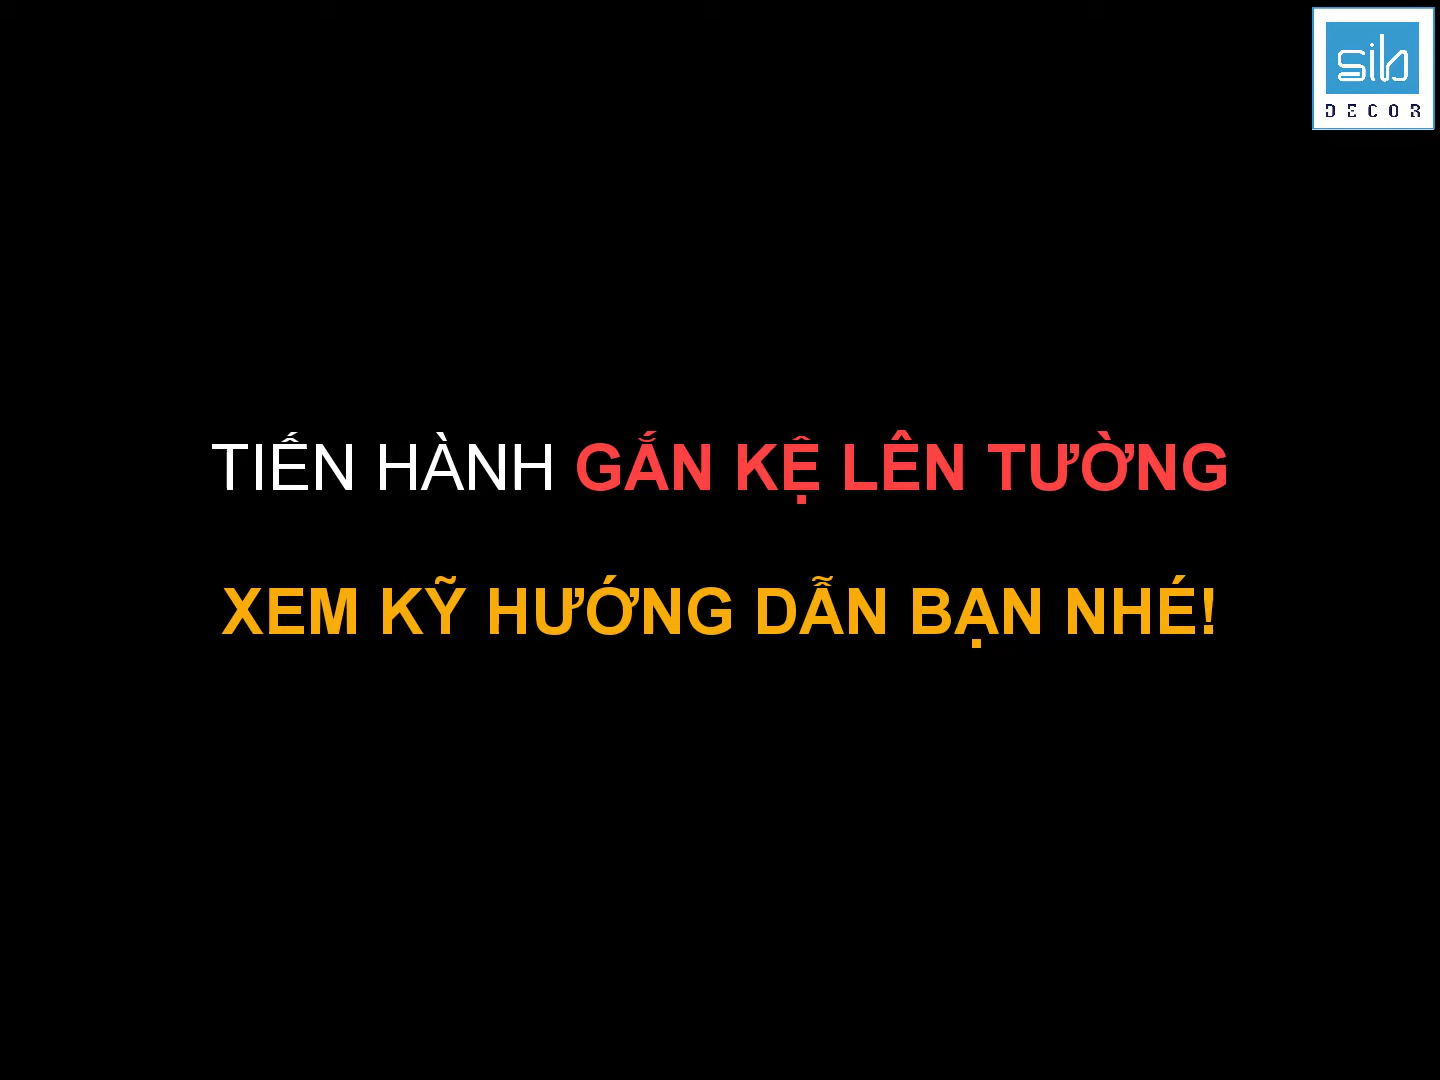 sib
DECOR
TIẾN HÀNH GẮN KỆ LÊN TƯỜNG
XEM KỸ HƯỚNG DẪN BẠN NHÉ!